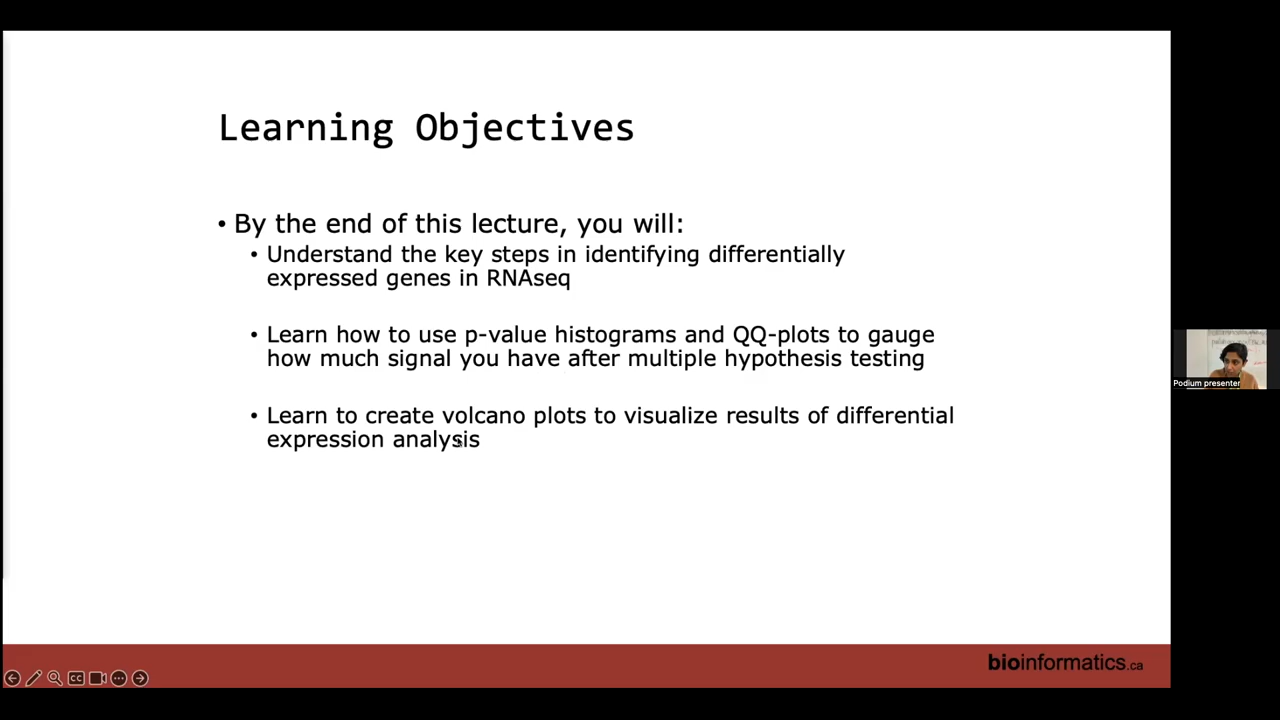 Learning Objectives
• By the end of this lecture, you will:
• Understand the key steps in identifying differentially
expressed genes in RNAseq
• Learn how to use p-value histograms and QQ-plots to gauge
how much signal you have after multiple hypothesis testing
• Learn to create volcano plots to visualize results of differential
expression analysis
Podium presenter
bioinformatics.ca
CC